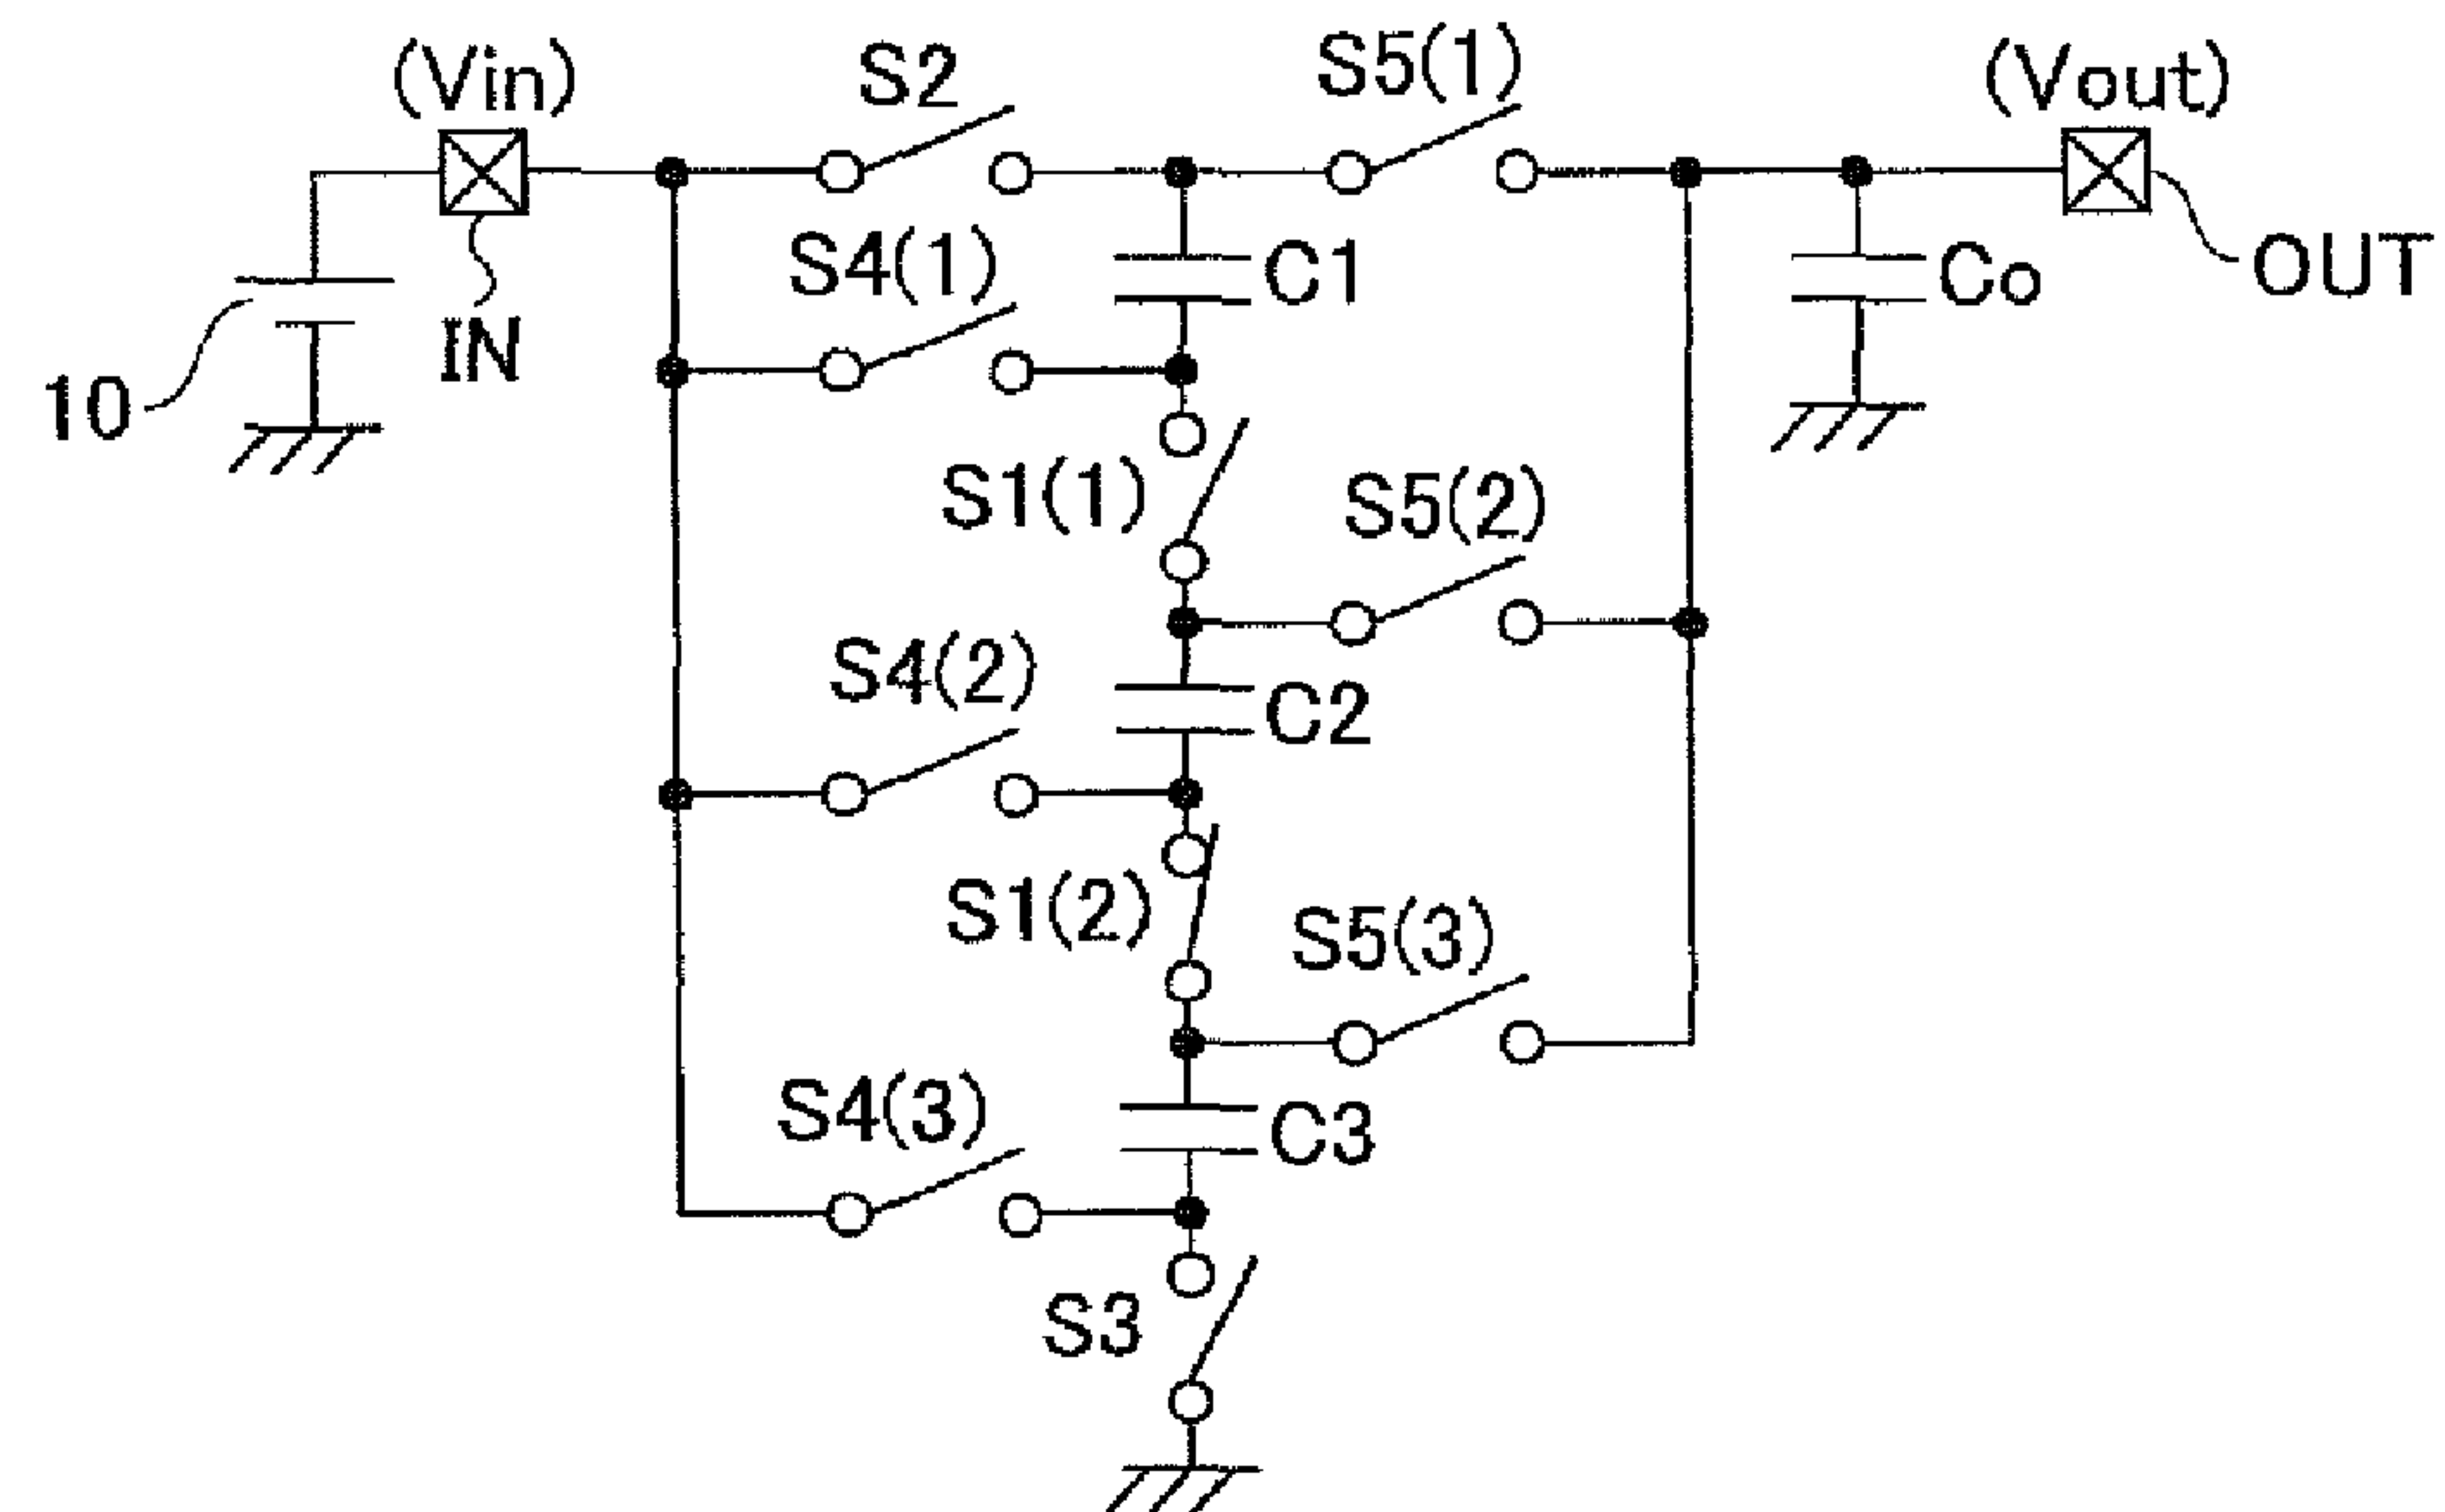 (Vin)
S2
S5(1)
(Vout)
S4(1)
C1
Co
OUT
IN
10
S1(1)
S5(2)
S4(2)
C2
S1(2)
S5(3)
S4(3)
C3
S3